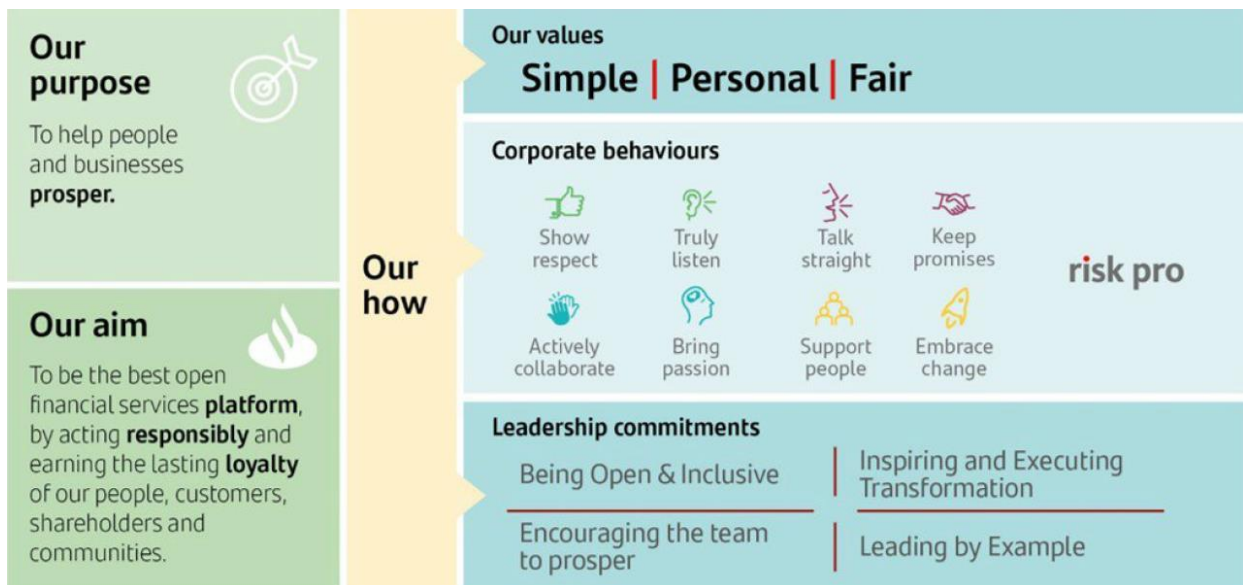 Our
purpose
To help people
and businesses
prosper.
Our aim
To be the best open
financial services platform,
by acting responsibly and
earning the lasting loyalty
of our people, customers,
shareholders and
communities.
Our
how
Our values
Simple | Personal | Fair
Corporate behaviours
Show
respect
Truly
listen
Talk
straight
Keep
promises
Actively
collaborate
Bring
passion
Support
people
Embrace
change
risk pro
Leadership commitments
Being Open & Inclusive
Inspiring and Executing
Transformation
Encouraging the team
to prosper
Leading by Example